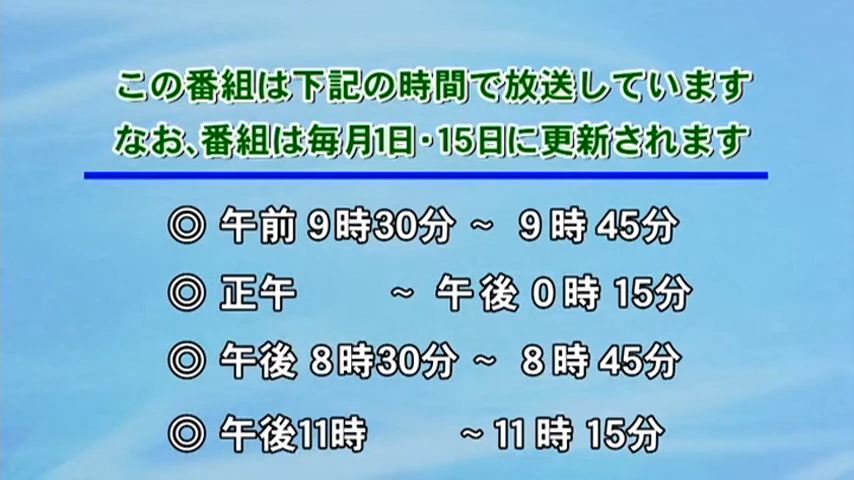 この番組は下記の時間で放送しています
なお、番組は毎月1日・15日に更新されます
◎ 午前 9時30分 ~ 9時 45分
◎ 正午 ~ 午後 0時 15分
◎ 午後 8時30分 ~ 8時 45分
◎ 午後11時 ~ 11時 15分